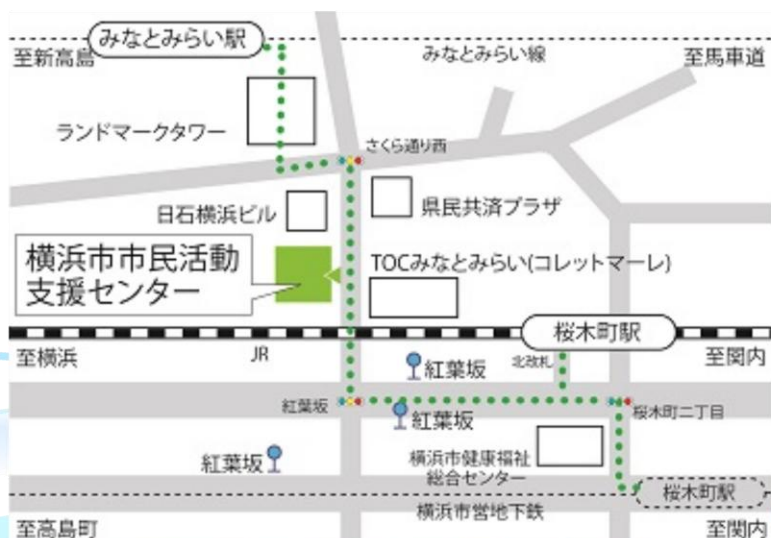 みなとみらい駅
至新高島
みなとみらい線
至馬車道
ランドマークタワー
さくら通り西
日石横浜ビル
県民共済プラザ
横浜市市民活動
支援センター
TOCみなとみらい(コレットマーレ)
桜木町駅
至横浜
JR
北改札
至関内
紅葉坂
紅葉坂
紅葉坂
桜木町二丁目
紅葉坂
横浜市健康福祉
総合センター
桜木町駅
横浜市営地下鉄
至高島町
至関内